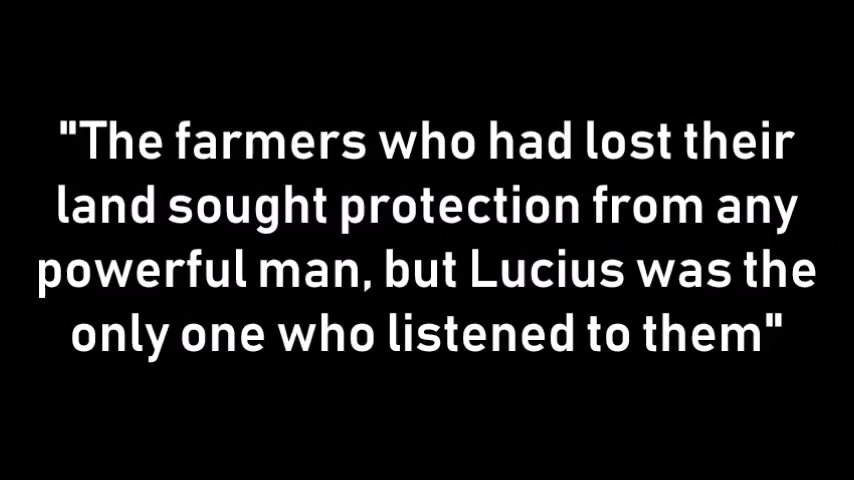 "The farmers who had lost their
land sought protection from any
powerful man, but Lucius was the
only one who listened to them"